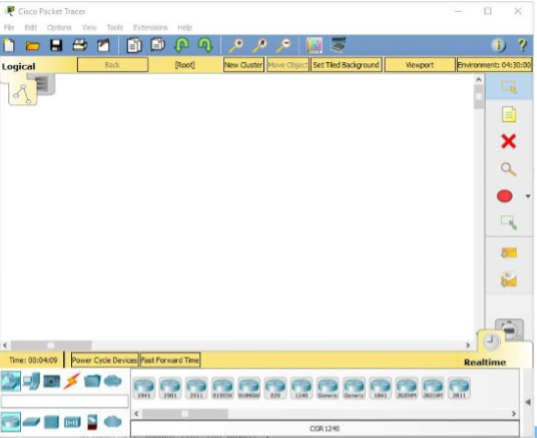 Cisco Packet Tracer
File Edit Options View Tools Extensions Help
Logical Back [Root] New Cluster Move Object Set Tiled Background Viewport Environment: 04:30:00
Time: 00:04:09 Power Cycle Devices Fast Forward Time Realtime
1941 2901 2911 819IOX 819HGW 829 1240 Generic Generic 1841 2620XM 2621XM 2811
CGR 1240